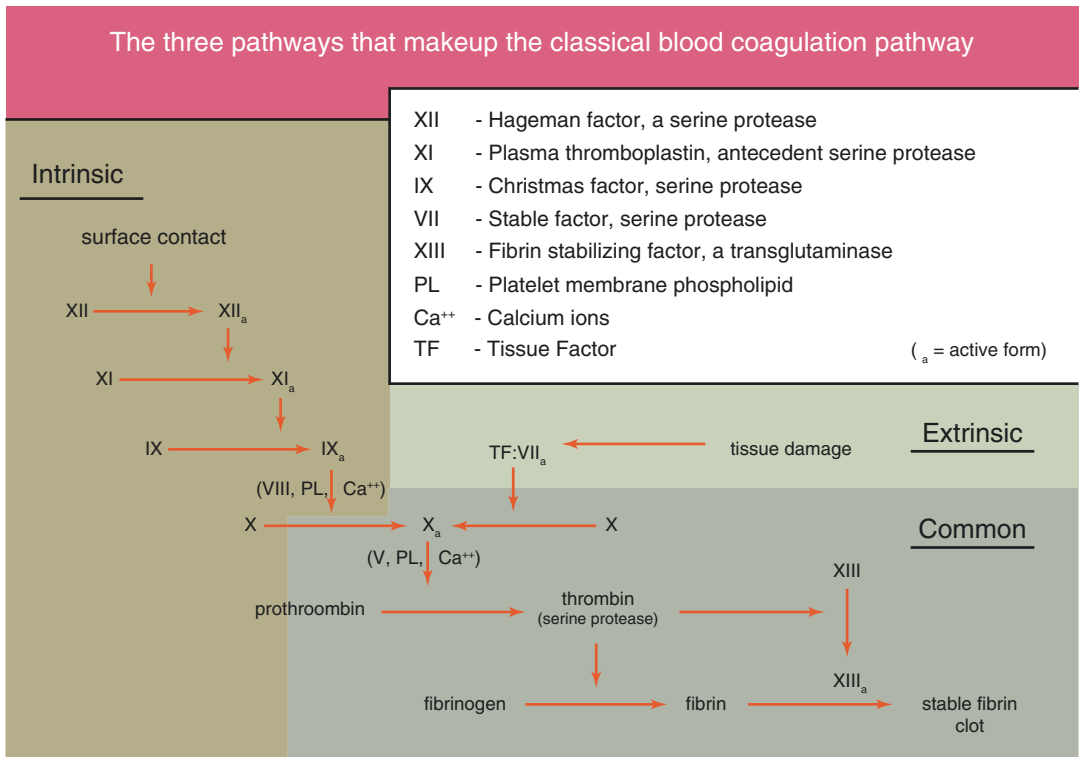 The three pathways that makeup the classical blood coagulation pathway
XII - Hageman factor, a serine protease
XI - Plasma thromboplastin, antecedent serine protease
IX - Christmas factor, serine protease
VII - Stable factor, serine protease
XIII - Fibrin stabilizing factor, a transglutaminase
PL - Platelet membrane phospholipid
Ca⁺⁺ - Calcium ions
TF - Tissue Factor
( ₐ = active form)
Intrinsic
surface contact
XII XIIₐ
XI XIₐ
IX IXₐ
(VIII, PL, Ca⁺⁺)
Extrinsic
TF:VIIₐ tissue damage
Common
X Xₐ X
(V, PL, Ca⁺⁺)
XIII
prothroombin thrombin
(serine protease)
XIIIₐ
fibrinogen fibrin stable fibrin
clot